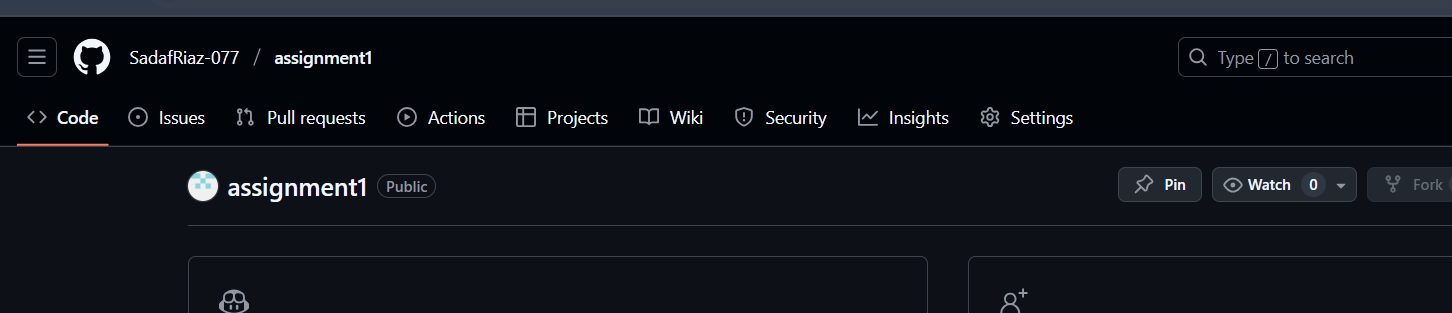 SadafRiaz-077 / assignment1 Type / to search
Code Issues Pull requests Actions Projects Wiki Security Insights Settings
assignment1 Public Pin Watch 0 Fork